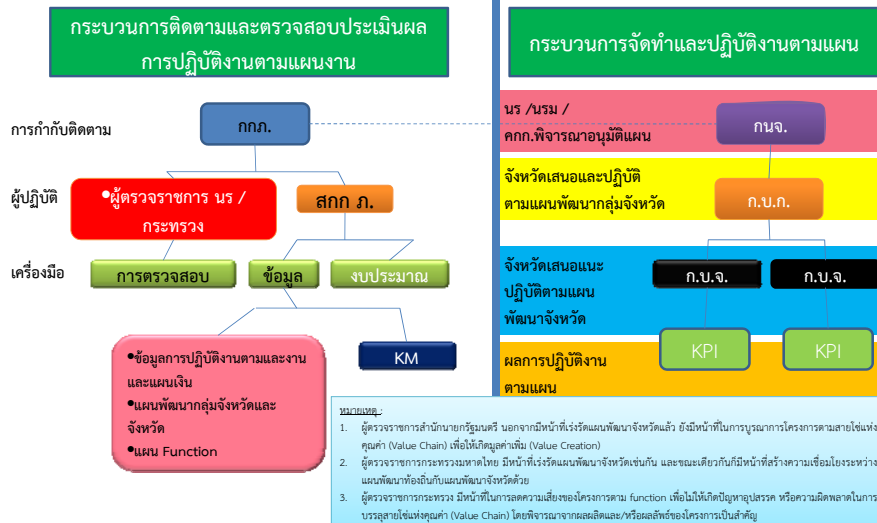 กระบวนการติดตามและตรวจสอบประเมินผล
การปฏิบัติงานตามแผนงาน
กระบวนการจัดทำและปฏิบัติงานตามแผน
การกำกับติดตาม
กกภ.
นร /นรม /
คกก.พิจารณาอนุมัติแผน
กนจ.
ผู้ปฏิบัติ
•ผู้ตรวจราชการ นร /
กระทรวง
สกก ภ.
จังหวัดเสนอและปฏิบัติ
ตามแผนพัฒนากลุ่มจังหวัด
ก.บ.ก.
เครื่องมือ
การตรวจสอบ
ข้อมูล
งบประมาณ
จังหวัดเสนอแนะ
ปฏิบัติตามแผน
พัฒนาจังหวัด
ก.บ.จ.
ก.บ.จ.
•ข้อมูลการปฏิบัติงานตามและงาน
และแผนเงิน
•แผนพัฒนากลุ่มจังหวัดและ
จังหวัด
•แผน Function
KM
ผลการปฏิบัติงาน
ตามแผน
KPI
KPI
หมายเหตุ :
1. ผู้ตรวจราชการสำนักนายกรัฐมนตรี นอกจากมีหน้าที่เร่งรัดแผนพัฒนาจังหวัดแล้ว ยังมีหน้าที่ในการบูรณาการโครงการตามสายโซ่แห่ง
คุณค่า (Value Chain) เพื่อให้เกิดมูลค่าเพิ่ม (Value Creation)
2. ผู้ตรวจราชการกระทรวงมหาดไทย มีหน้าที่เร่งรัดแผนพัฒนาจังหวัดเช่นกัน และขณะเดียวกันก็มีหน้าที่สร้างความเชื่อมโยงระหว่าง
แผนพัฒนาท้องถิ่นกับแผนพัฒนาจังหวัดด้วย
3. ผู้ตรวจราชการกระทรวง มีหน้าที่ในการลดความเสี่ยงของโครงการตาม function เพื่อไม่ให้เกิดปัญหาอุปสรรค หรือความผิดพลาดในการ
บรรลุสายโซ่แห่งคุณค่า (Value Chain) โดยพิจารณาจากผลผลิตและ/หรือผลลัพธ์ของโครงการเป็นสำคัญ